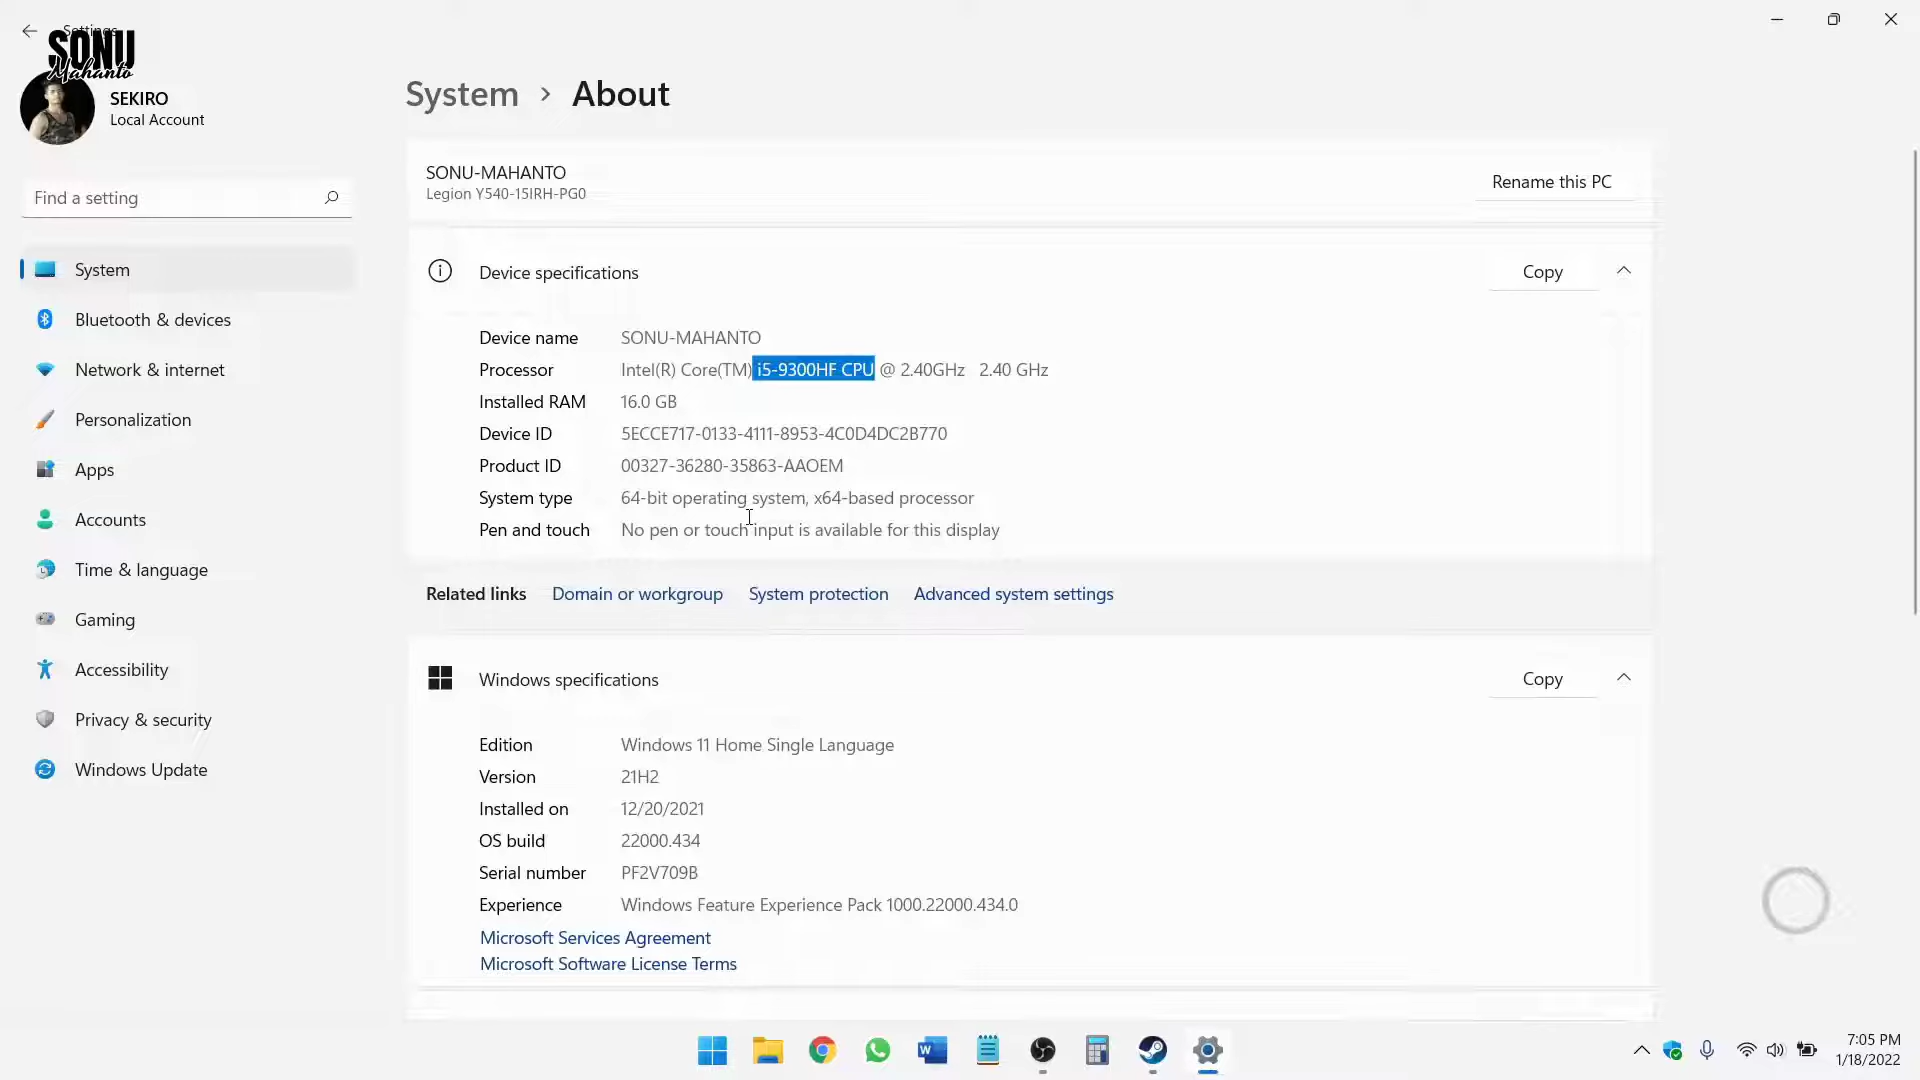 Settings
SONU
Mahanto
SEKIRO
Local Account
Find a setting
System
Bluetooth & devices
Network & internet
Personalization
Apps
Accounts
Time & language
Gaming
Accessibility
Privacy & security
Windows Update
System > About
SONU-MAHANTO
Legion Y540-15IRH-PG0
Rename this PC
Device specifications
Copy
Device name SONU-MAHANTO
Processor Intel(R) Core(TM) i5-9300HF CPU @ 2.40GHz 2.40 GHz
Installed RAM 16.0 GB
Device ID 5ECCE717-0133-4111-8953-4C0D4DC2B770
Product ID 00327-36280-35863-AAOEM
System type 64-bit operating system, x64-based processor
Pen and touch No pen or touch input is available for this display
Related links Domain or workgroup System protection Advanced system settings
Windows specifications
Copy
Edition Windows 11 Home Single Language
Version 21H2
Installed on 12/20/2021
OS build 22000.434
Serial number PF2V709B
Experience Windows Feature Experience Pack 1000.22000.434.0
Microsoft Services Agreement
Microsoft Software License Terms
7:05 PM
1/18/2022